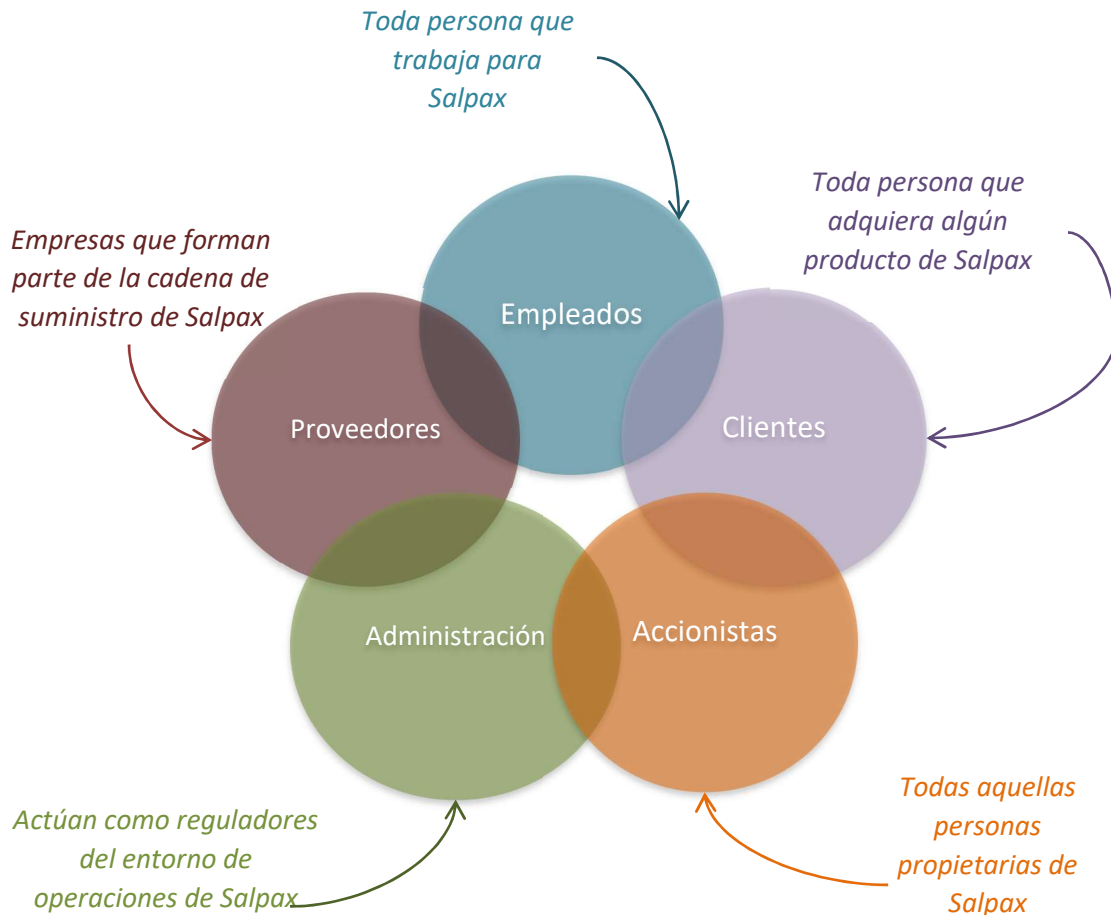 Toda persona que
trabaja para
Salpax
Toda persona que
adquiera algún
producto de Salpax
Empresas que forman
parte de la cadena de
suministro de Salpax
Empleados
Proveedores
Clientes
Administración
Accionistas
Todas aquellas
personas
propietarias de
Salpax
Actúan como reguladores
del entorno de
operaciones de Salpax